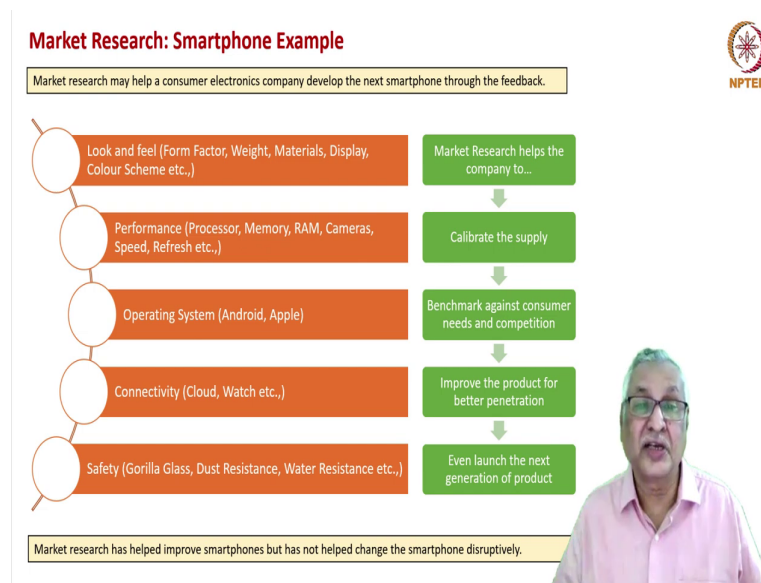 Market Research: Smartphone Example
NPTEL
Market research may help a consumer electronics company develop the next smartphone through the feedback.
Look and feel (Form Factor, Weight, Materials, Display,
Colour Scheme etc.,)
Performance (Processor, Memory, RAM, Cameras,
Speed, Refresh etc.,)
Operating System (Android, Apple)
Connectivity (Cloud, Watch etc.,)
Safety (Gorilla Glass, Dust Resistance, Water Resistance etc.,)
Market Research helps the
company to...
Calibrate the supply
Benchmark against consumer
needs and competition
Improve the product for
better penetration
Even launch the next
generation of product
Market research has helped improve smartphones but has not helped change the smartphone disruptively.